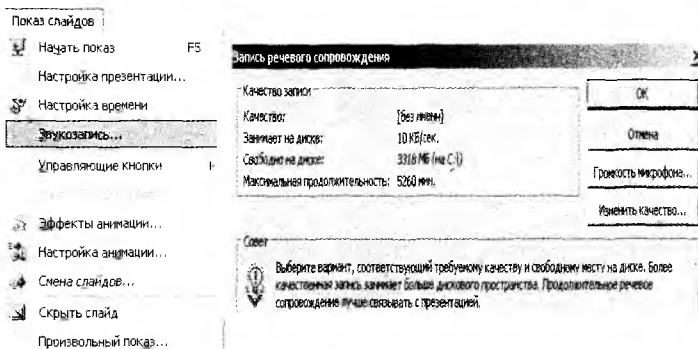 Показ слайдов
Начать показ F5
Настройка презентации...
Настройка времени
Звукозапись...
Управляющие кнопки
Эффекты анимации...
Настройка анимации...
Смена слайдов...
Скрыть слайд
Произвольный показ...
Запись речевого сопровождения
Качество записи
Качество: [без имени]
Занимает на диске: 10 КБ/сек.
Свободно на диске: 3318 МБ (на C:\)
Максимальная продолжительность: 5260 мин.
ОК
Отмена
Громкость микрофона...
Изменить качество...
Совет
Выберите вариант, соответствующий требуемому качеству и свободному месту на диске. Более
качественная запись занимает больше дискового пространства. Продолжительное речевое
сопровождение лучше связывать с презентацией.